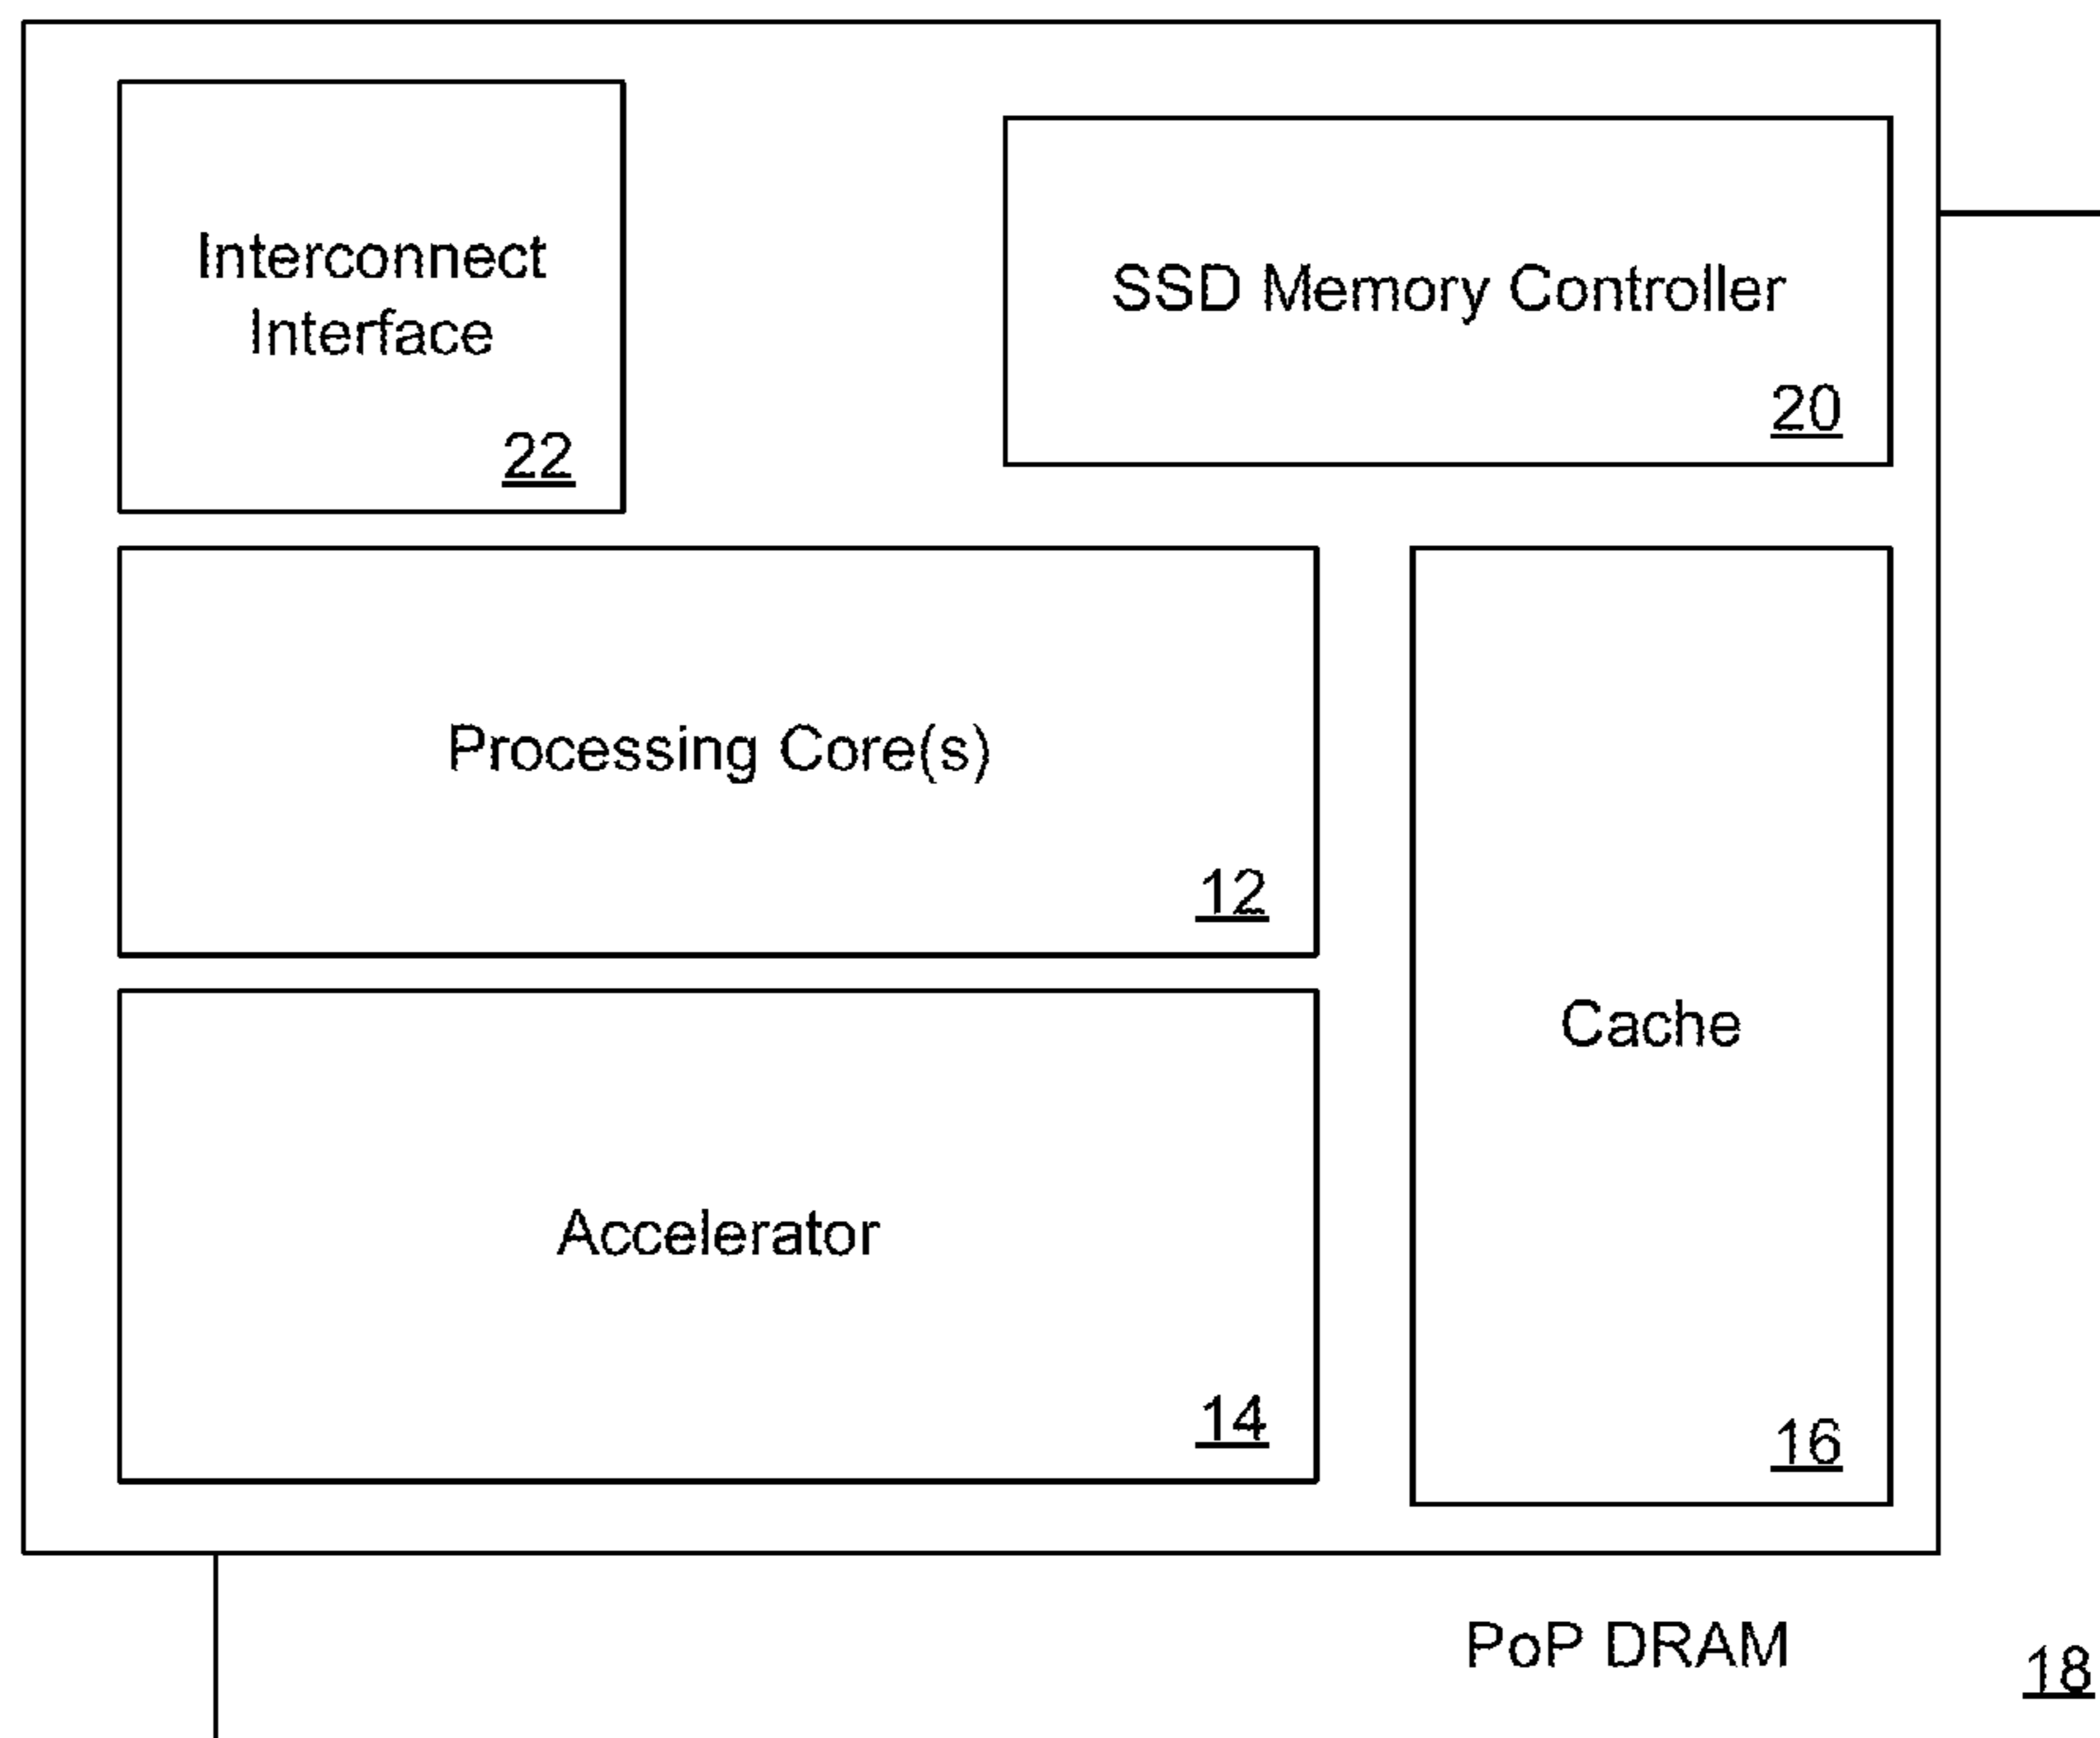 Interconnect
Interface
22
SSD Memory Controller
20
Processing Core(s)
12
Cache
16
Accelerator
14
PoP DRAM
18